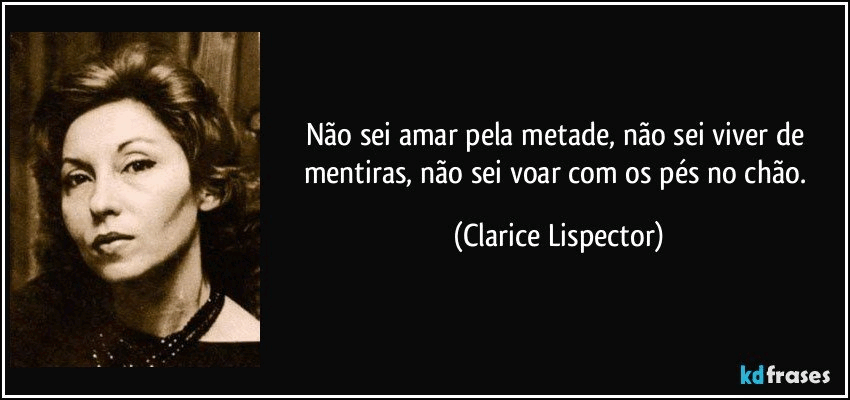 Não sei amar pela metade, não sei viver de
mentiras, não sei voar com os pés no chão.
(Clarice Lispector)
kdfrases